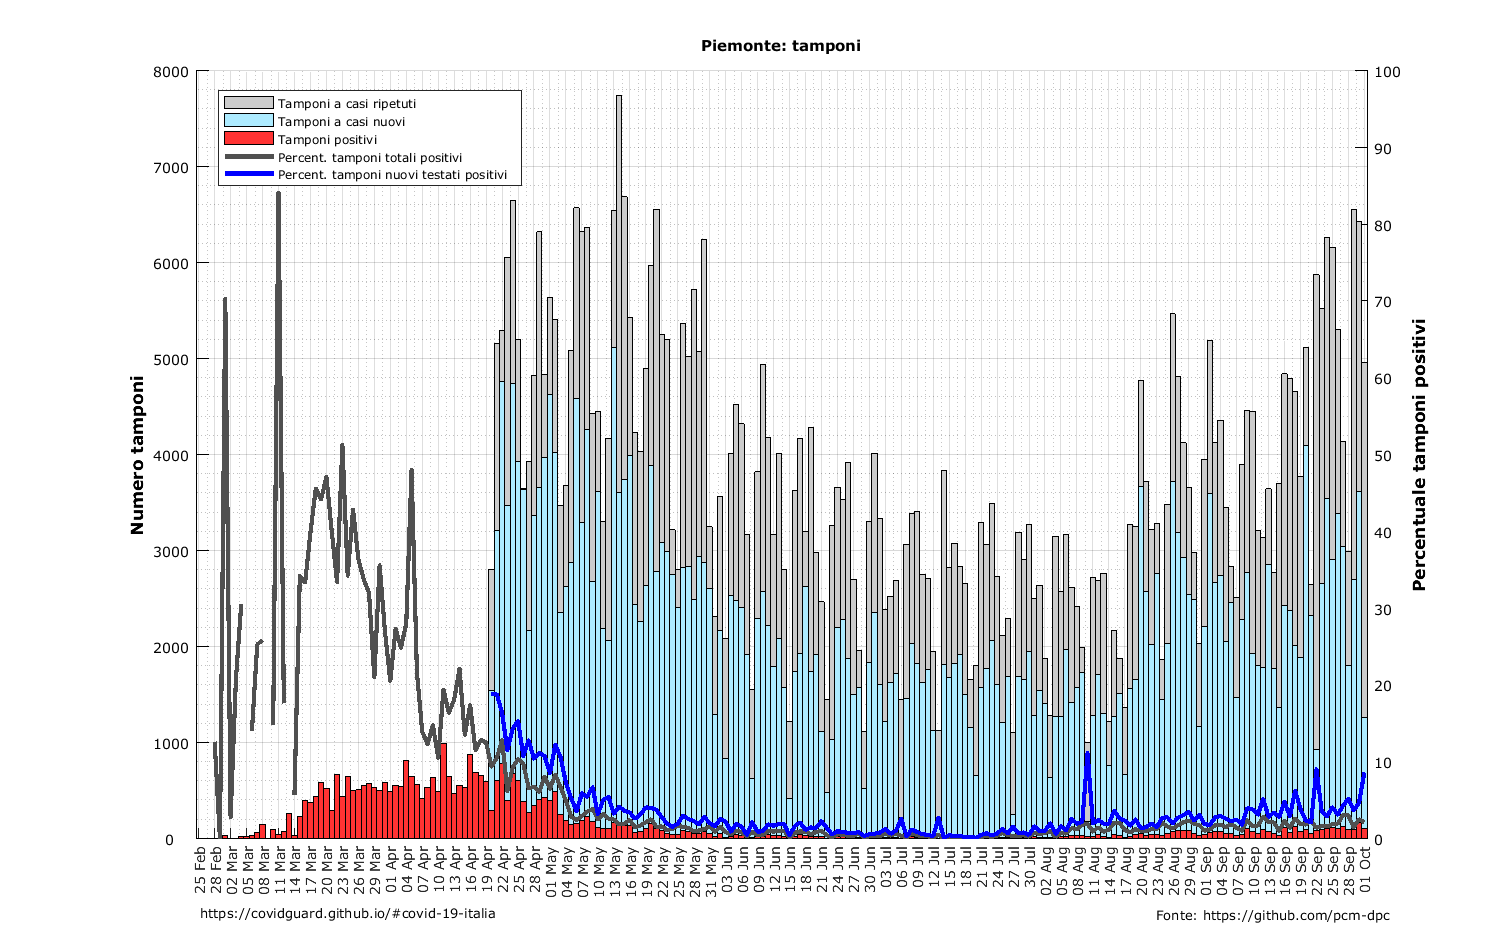 Piemonte: tamponi
Tamponi a casi ripetuti
Tamponi a casi nuovi
Tamponi positivi
Percent. tamponi totali positivi
Percent. tamponi nuovi testati positivi
Numero tamponi
8000
7000
6000
5000
4000
3000
2000
1000
0
Percentuale tamponi positivi
100
90
80
70
60
50
40
30
20
10
0
25 Feb
28 Feb
02 Mar
05 Mar
08 Mar
11 Mar
14 Mar
17 Mar
20 Mar
23 Mar
26 Mar
29 Mar
01 Apr
04 Apr
07 Apr
10 Apr
13 Apr
16 Apr
19 Apr
22 Apr
25 Apr
28 Apr
01 May
04 May
07 May
10 May
13 May
16 May
19 May
22 May
25 May
28 May
31 May
03 Jun
06 Jun
09 Jun
12 Jun
15 Jun
18 Jun
21 Jun
24 Jun
27 Jun
30 Jun
03 Jul
06 Jul
09 Jul
12 Jul
15 Jul
18 Jul
21 Jul
24 Jul
27 Jul
30 Jul
02 Aug
05 Aug
08 Aug
11 Aug
14 Aug
17 Aug
20 Aug
23 Aug
26 Aug
29 Aug
01 Sep
04 Sep
07 Sep
10 Sep
13 Sep
16 Sep
19 Sep
22 Sep
25 Sep
28 Sep
01 Oct
https://covidguard.github.io/#covid-19-italia
Fonte: https://github.com/pcm-dpc